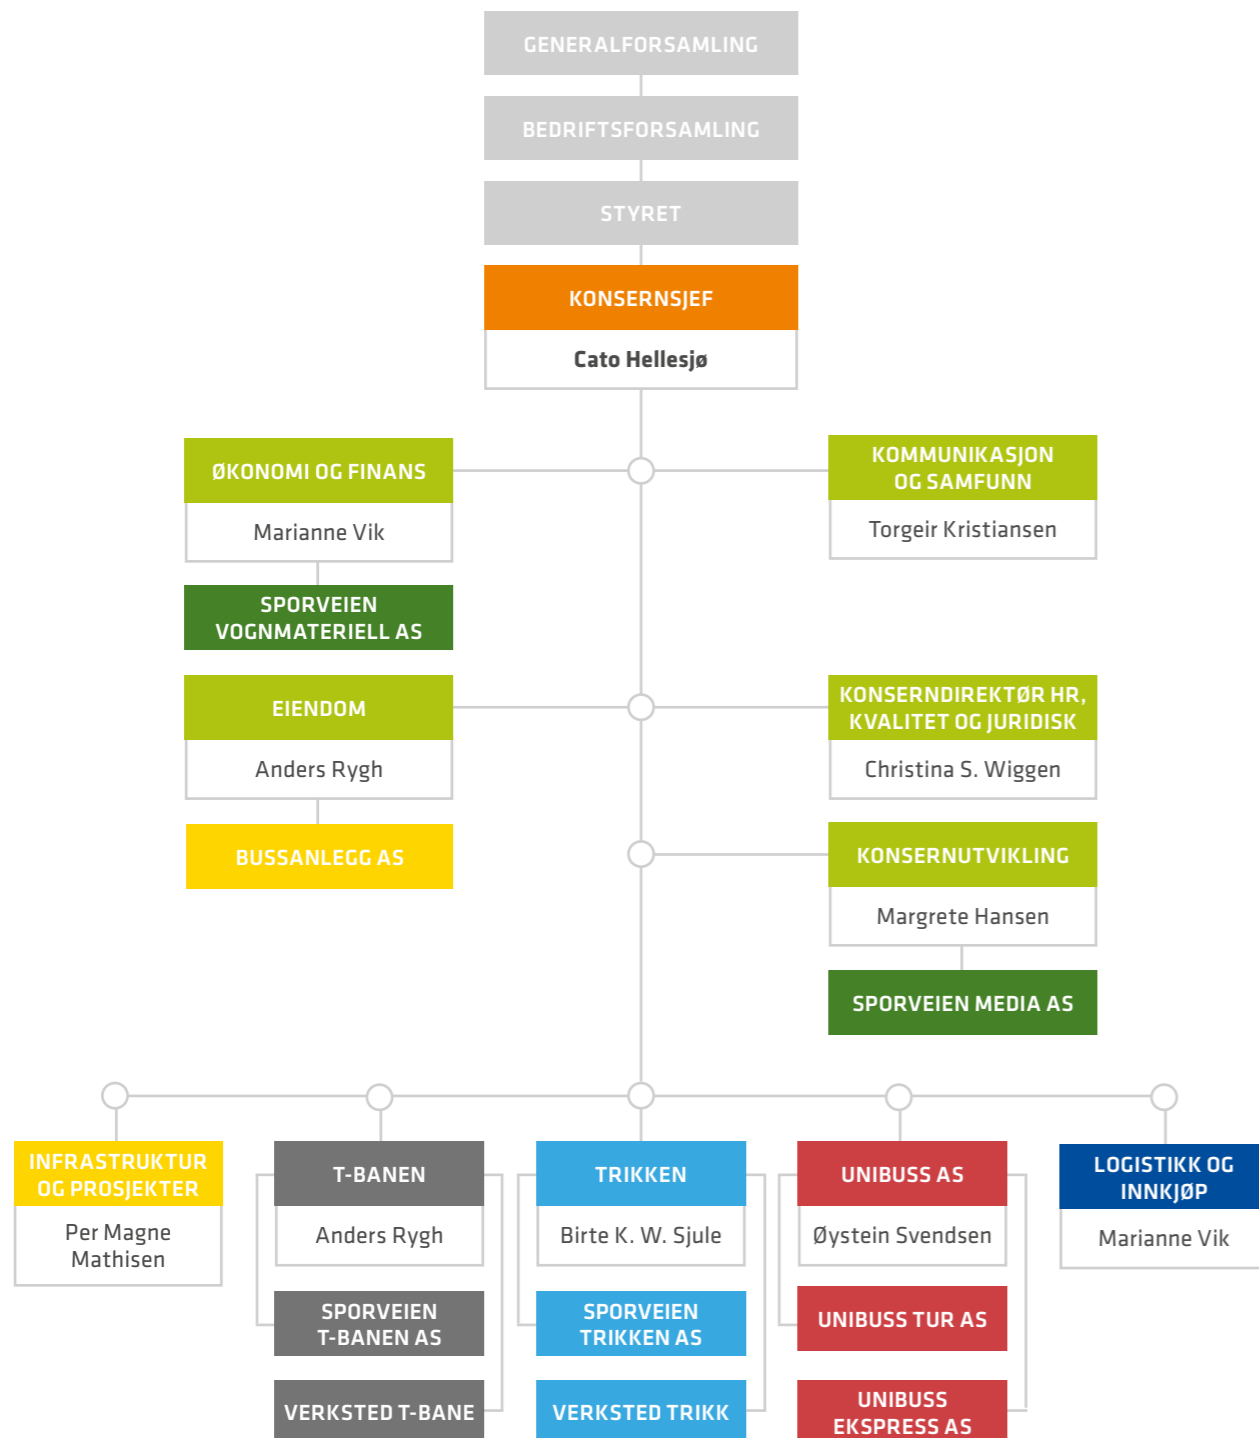 GENERALFORSAMLING
BEDRIFTSFORSAMLING
STYRET
KONSERNSJEF
Cato Hellesjø
ØKONOMI OG FINANS
Marianne Vik
SPORVEIEN
VOGNMATERIELL AS
KOMMUNIKASJON
OG SAMFUNN
Torgeir Kristiansen
EIENDOM
Anders Rygh
BUSSANLEGG AS
KONSERNDIREKTØR HR,
KVALITET OG JURIDISK
Christina S. Wiggen
KONSERNUTVIKLING
Margrete Hansen
SPORVEIEN MEDIA AS
INFRASTRUKTUR
OG PROSJEKTER
Per Magne
Mathisen
T-BANEN
Anders Rygh
SPORVEIEN
T-BANEN AS
VERKSTED T-BANE
TRIKKEN
Birte K. W. Sjule
SPORVEIEN
TRIKKEN AS
VERKSTED TRIKK
UNIBUSS AS
Øystein Svendsen
UNIBUSS TUR AS
UNIBUSS
EKSPRESS AS
LOGISTIKK OG
INNKJØP
Marianne Vik